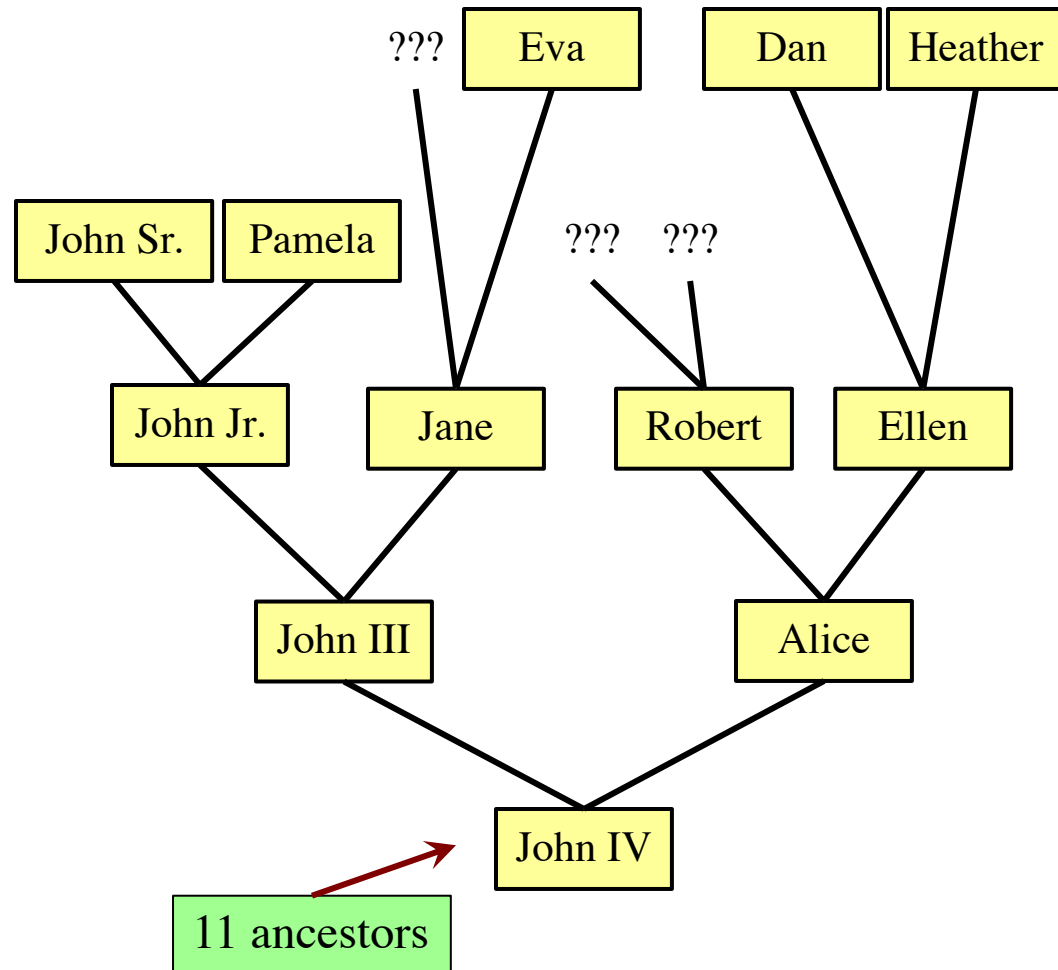 ??? Eva Dan Heather
John Sr. Pamela
??? ???
John Jr. Jane Robert Ellen
John III Alice
John IV
11 ancestors